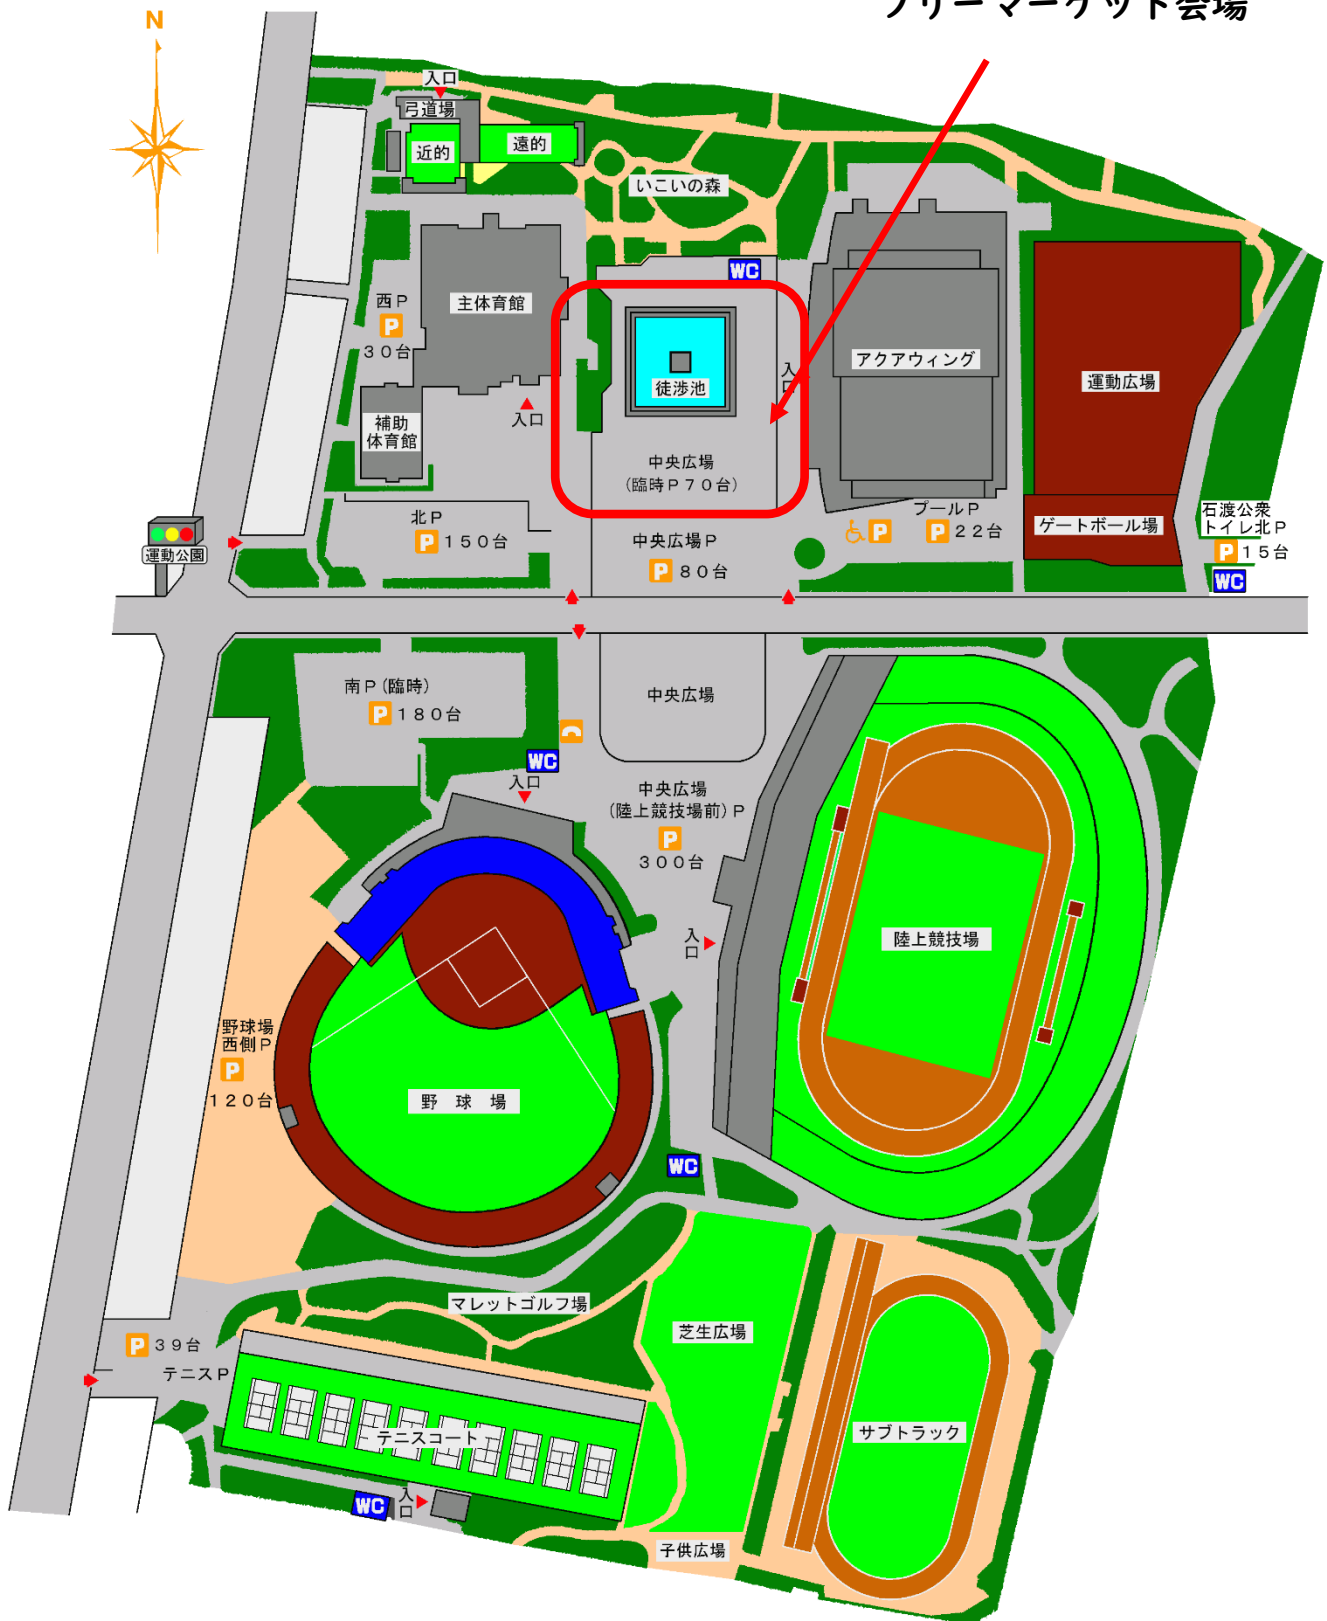 フリーマーケット会場
N
入口
弓道場
近的
遠的
いこいの森
WC
西P
P
30台
主体育館
アクアウィング
運動広場
徒渉池
入口
入口
補助
体育館
中央広場
(臨時P70台)
北P
P 150台
中央広場P
P 80台
プールP
P
P 22台
ゲートボール場
石渡公衆
トイレ北P
P 15台
WC
運動公園
南P(臨時)
P 180台
中央広場
WC
入口
中央広場
(陸上競技場前)P
P
300台
入口
陸上競技場
野球場
西側P
P
120台
野球場
WC
マレットゴルフ場
芝生広場
P 39台
テニスP
テニスコート
サブトラック
WC
入口
子供広場